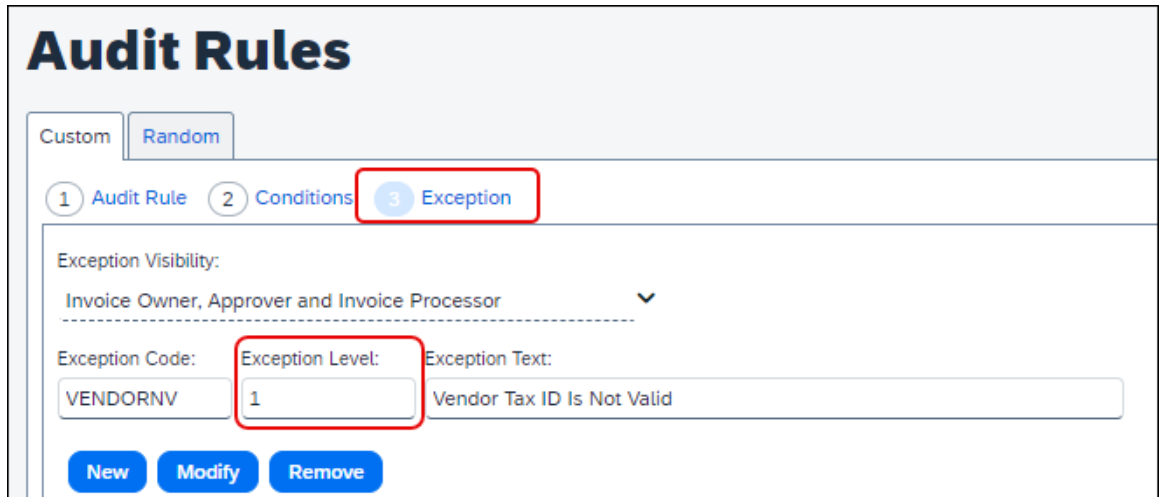 Audit Rules
Custom Random
1 Audit Rule 2 Conditions 3 Exception
Exception Visibility:
Invoice Owner, Approver and Invoice Processor
Exception Code: Exception Level: Exception Text:
VENDORNV 1 Vendor Tax ID Is Not Valid
New Modify Remove